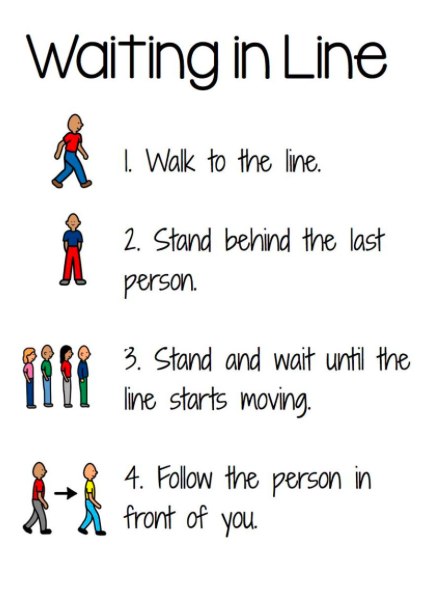 Waiting in Line
1. Walk to the line.
2. Stand behind the last
person.
3. Stand and wait until the
line starts moving.
4. Follow the person in
front of you.